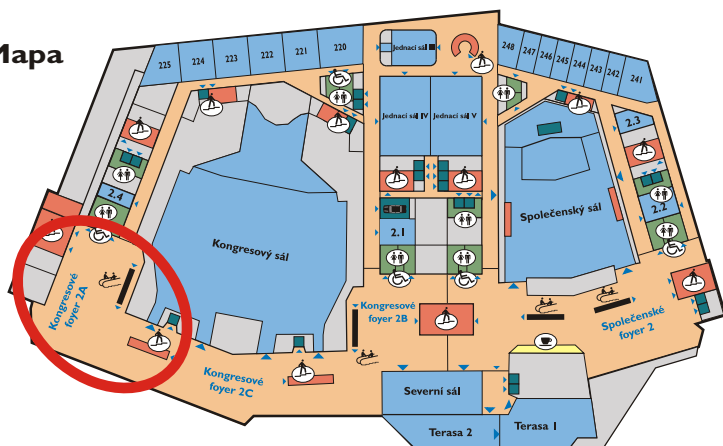 Mapa
225
224
223
222
221
220
Jednací sál III
248
247
246
245
244
243
242
241
Jednací sál IV
Jednací sál V
2.3
2.4
2.1
2.2
Kongresový sál
Společenský sál
Kongresové
foyer 2A
Kongresové
foyer 2B
Kongresové
foyer 2C
Společenské
foyer 2
Severní sál
Terasa 2
Terasa 1